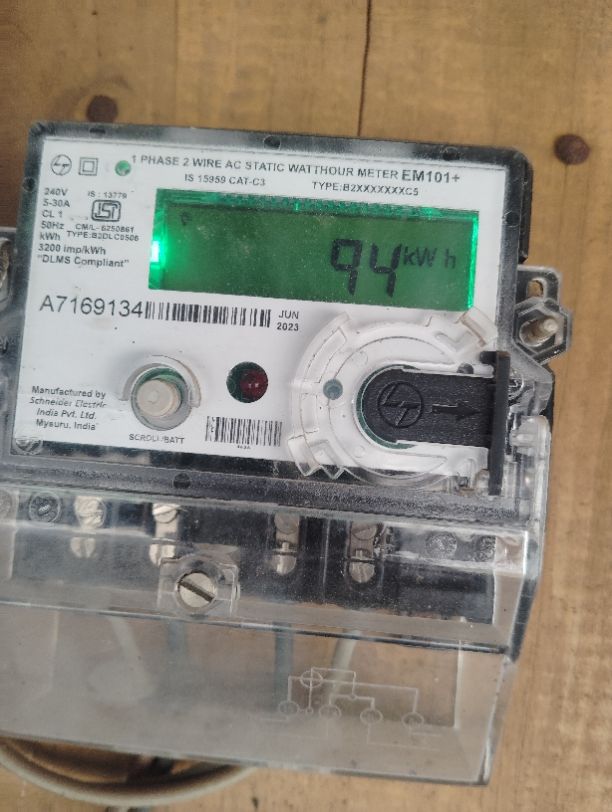 1 PHASE 2 WIRE AC STATIC WATTHOUR METER EM101+
IS 15959 CAT-C3 TYPE:B2XXXXXXXC5
240V IS : 13779
5-30A
CL 1
50Hz CM/L- 6250861
kWh TYPE:B2DLC0506
3200 imp/kWh
"DLMS Compliant"
P
94 kWh
A7169134
JUN
2023
Manufactured by
Schneider Electric
India Pvt. Ltd.
Mysuru, India
SCROLL/BATT